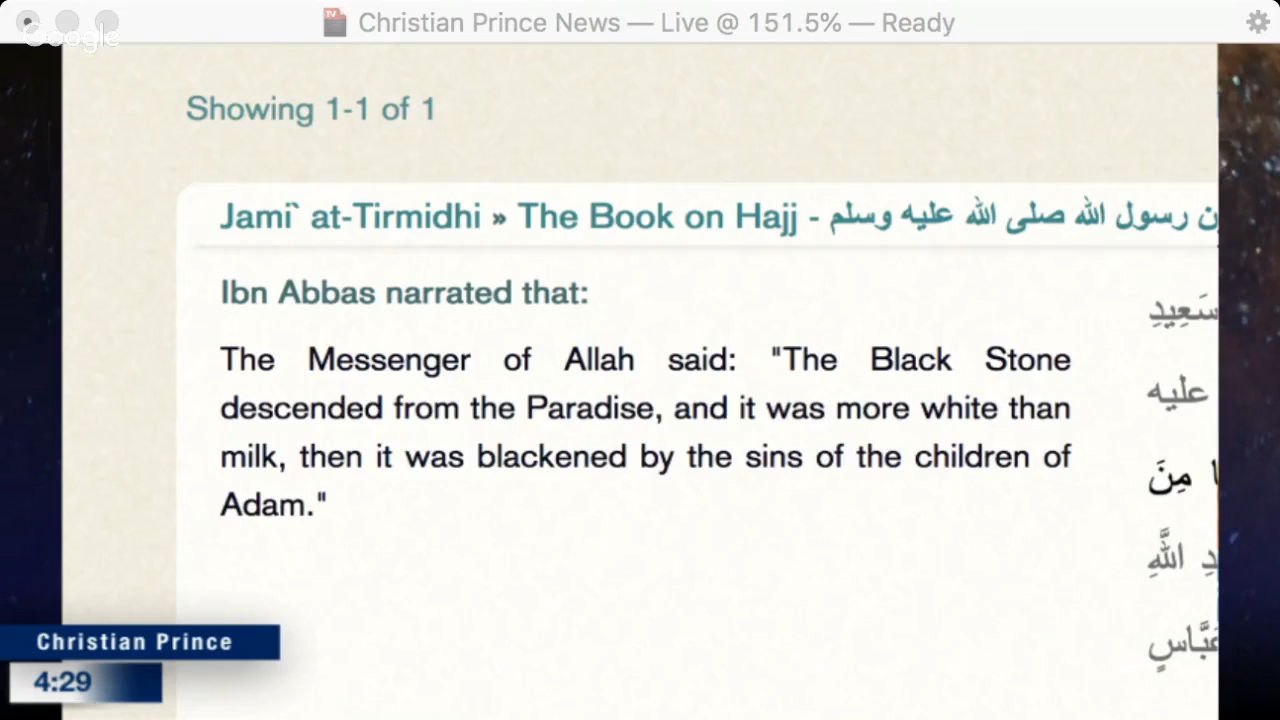 Christian Prince News — Live @ 151.5% — Ready
Google
Showing 1-1 of 1
Jami` at-Tirmidhi » The Book on Hajj - رسول الله صلى الله عليه وسلم
Ibn Abbas narrated that:
The Messenger of Allah said: "The Black Stone
descended from the Paradise, and it was more white than
milk, then it was blackened by the sins of the children of
Adam."
سَعِيدِ
عليه
مِنَ
اللَّهِ
Christian Prince
4:29